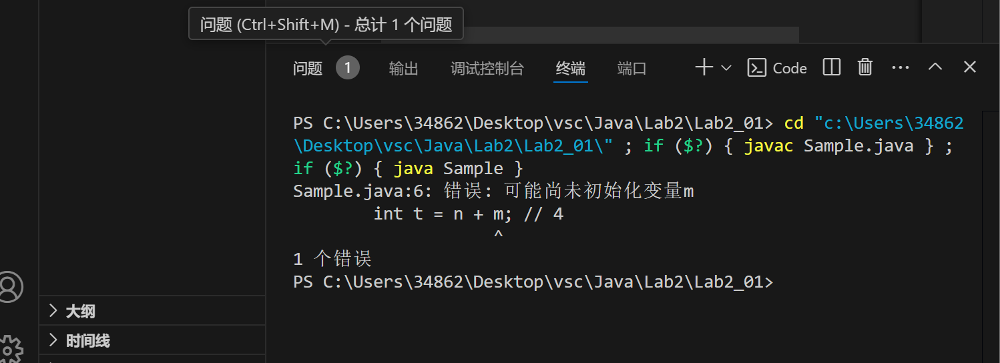 问题 (Ctrl+Shift+M) - 总计 1 个问题
问题 1 输出 调试控制台 终端 端口 Code
PS C:\Users\34862\Desktop\vsc\Java\Lab2\Lab2_01> cd "c:\Users\34862
\Desktop\vsc\Java\Lab2\Lab2_01\" ; if ($?) { javac Sample.java } ;
if ($?) { java Sample }
Sample.java:6: 错误: 可能尚未初始化变量m
        int t = n + m; // 4
                    ^
1 个错误
PS C:\Users\34862\Desktop\vsc\Java\Lab2\Lab2_01>
大纲
时间线